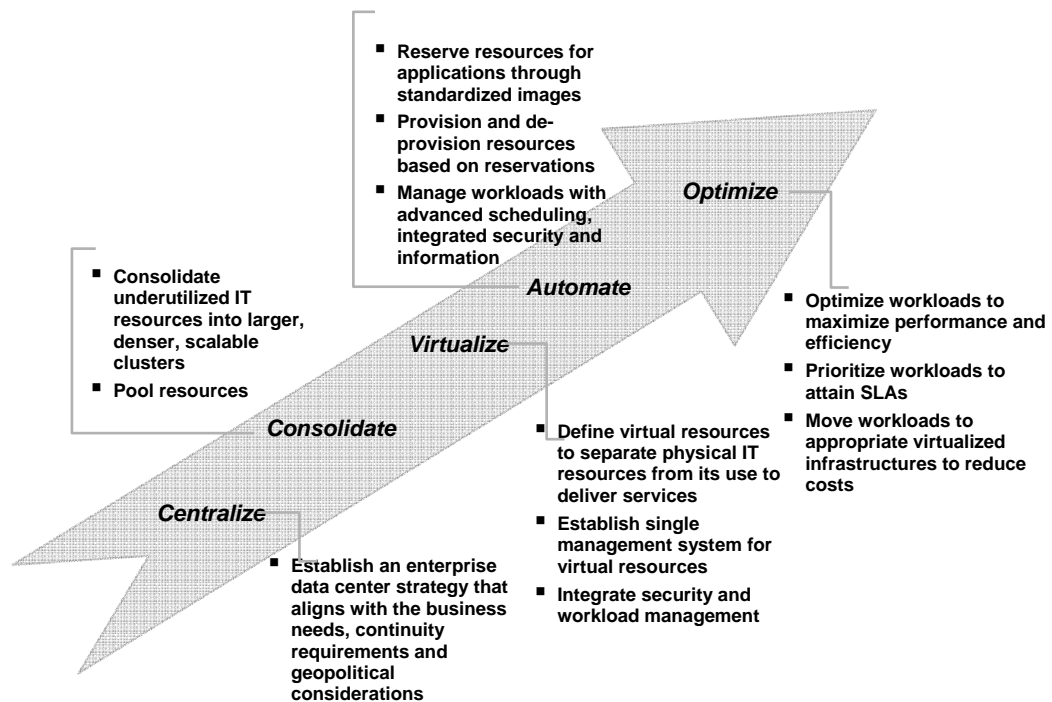 ▪ Reserve resources for
applications through
standardized images
▪ Provision and de-
provision resources
based on reservations
▪ Manage workloads with
advanced scheduling,
integrated security and
information
Optimize
Automate
▪ Consolidate
underutilized IT
resources into larger,
denser, scalable
clusters
▪ Pool resources
▪ Optimize workloads to
maximize performance and
efficiency
▪ Prioritize workloads to
attain SLAs
▪ Move workloads to
appropriate virtualized
infrastructures to reduce
costs
Virtualize
Consolidate
▪ Define virtual resources
to separate physical IT
resources from its use to
deliver services
▪ Establish single
management system for
virtual resources
▪ Integrate security and
workload management
Centralize
▪ Establish an enterprise
data center strategy that
aligns with the business
needs, continuity
requirements and
geopolitical
considerations